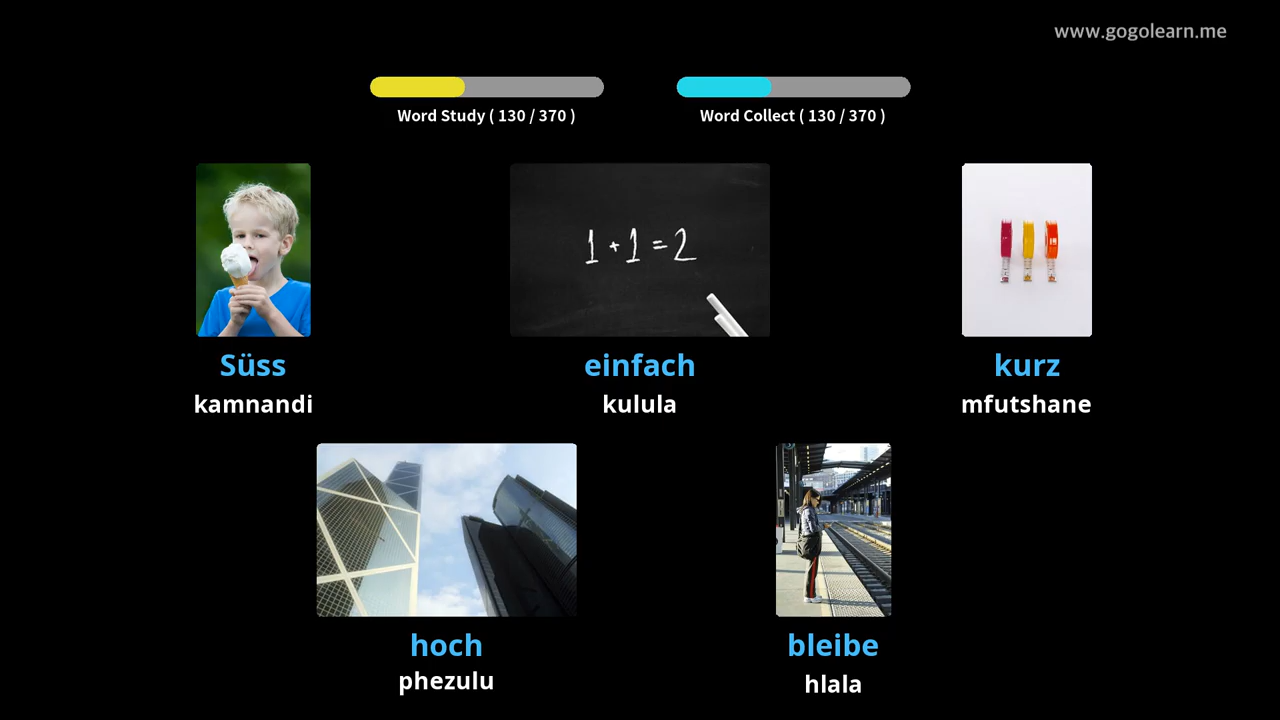 www.gogolearn.me
Word Study ( 130 / 370 )
Word Collect ( 130 / 370 )
1 + 1 = 2
Süss
kamnandi
einfach
kulula
kurz
mfutshane
hoch
phezulu
bleibe
hlala